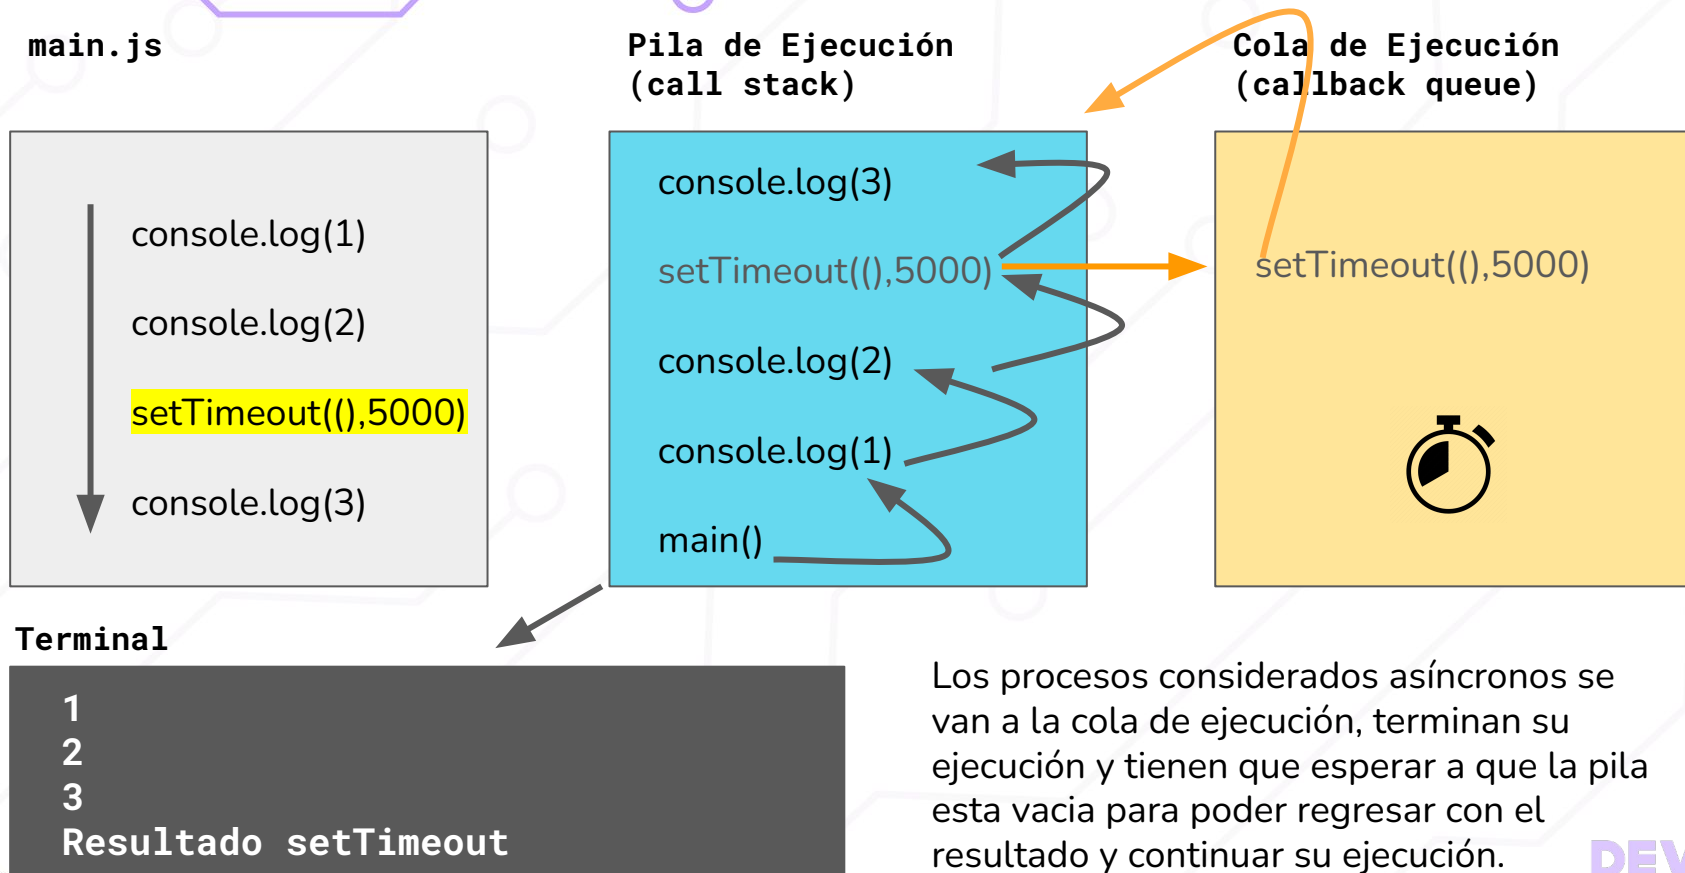 main.js
Pila de Ejecución
(call stack)
Cola de Ejecución
(callback queue)
console.log(1)
console.log(2)
setTimeout((),5000)
console.log(3)
console.log(3)
setTimeout((),5000)
console.log(2)
console.log(1)
main()
setTimeout((),5000)
Terminal
1
2
3
Resultado setTimeout
Los procesos considerados asíncronos se
van a la cola de ejecución, terminan su
ejecución y tienen que esperar a que la pila
esta vacia para poder regresar con el
resultado y continuar su ejecución.
DEV